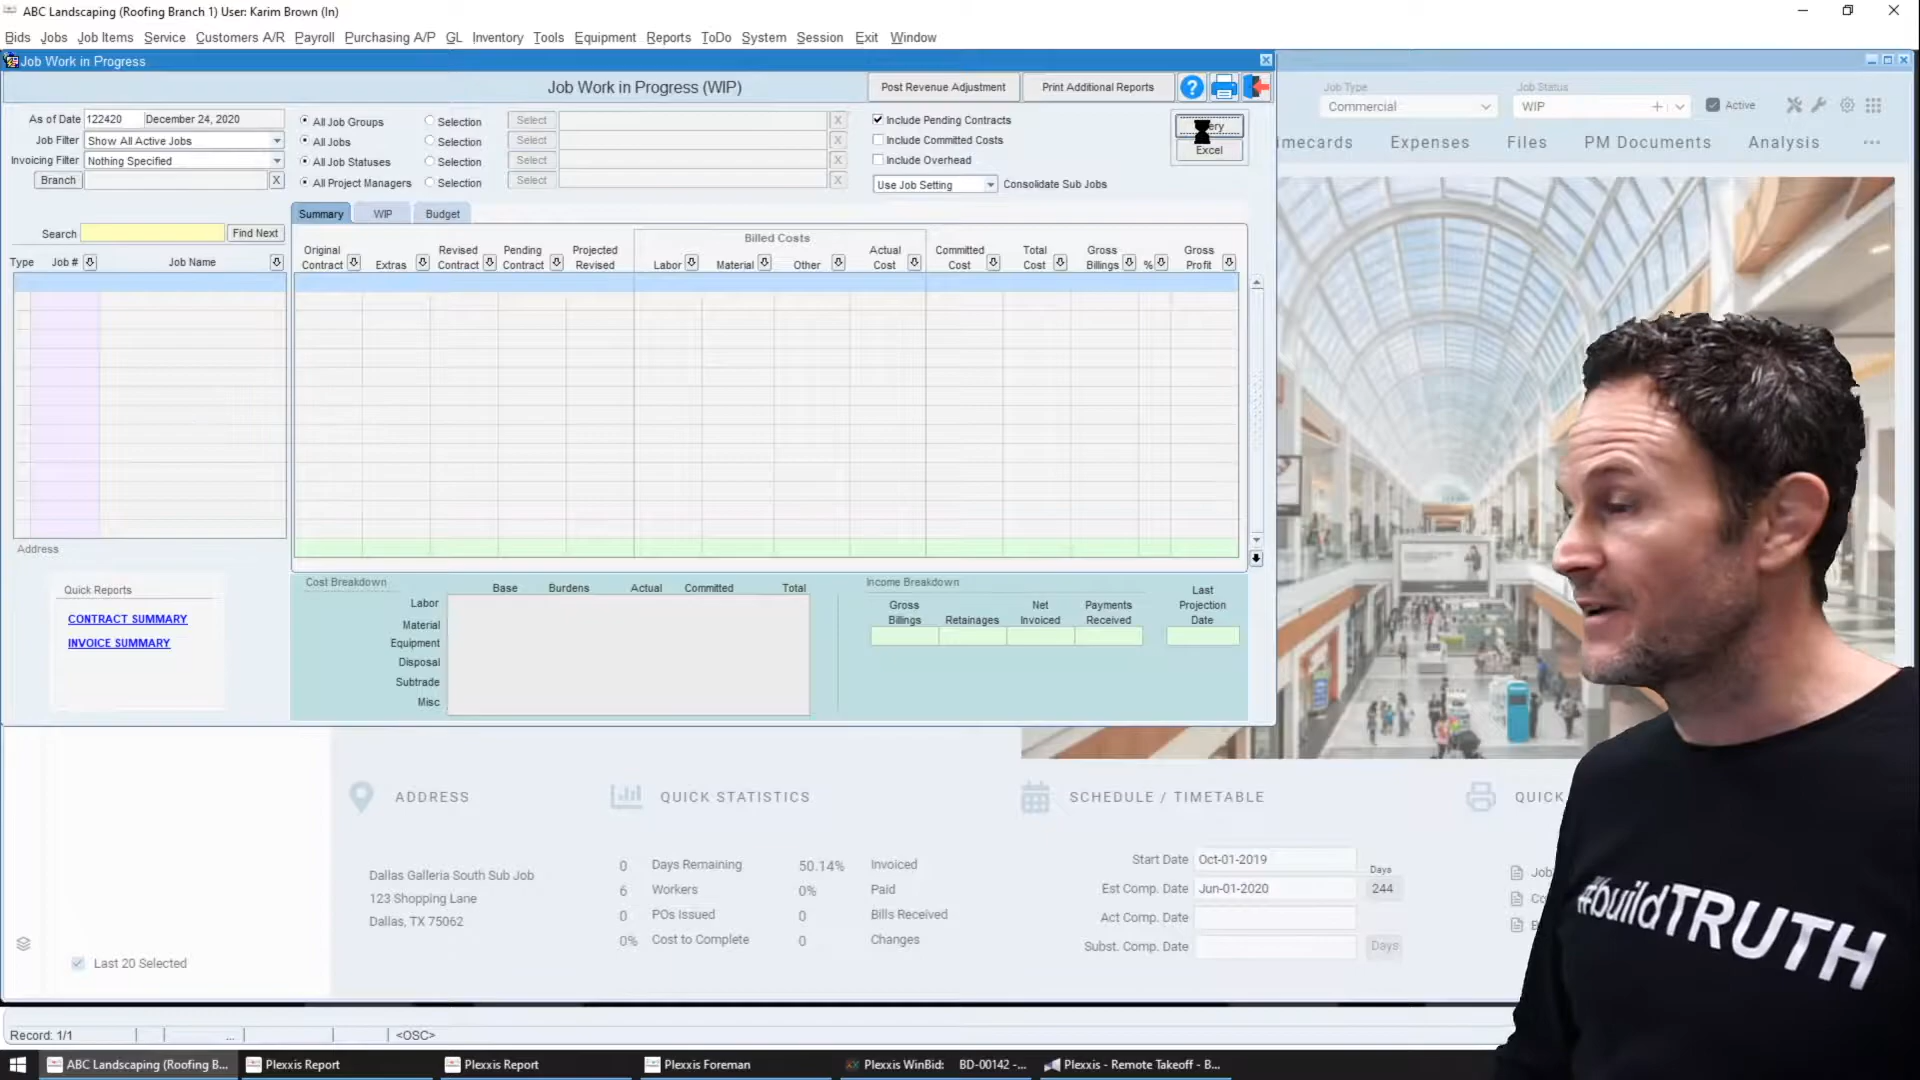 ABC Landscaping (Roofing Branch 1) User: Karim Brown (In)
Bids Jobs Job Items Service Customers A/R Payroll Purchasing A/P GL Inventory Tools Equipment Reports ToDo System Session Exit Window
Job Work in Progress
Job Work in Progress (WIP)
Post Revenue Adjustment
Print Additional Reports
?
As of Date 122420 December 24, 2020
Job Filter Show All Active Jobs
Invoicing Filter Nothing Specified
Branch X
All Job Groups Selection Select X
All Jobs Selection Select X
All Job Statuses Selection Select X
All Project Managers Selection Select X
Include Pending Contracts
Include Committed Costs
Include Overhead
Use Job Setting Consolidate Sub Jobs
Excel
Job Type
Commercial
Job Status
WIP
Active
Expenses Files PM Documents Analysis
Search Find Next
Type Job # Job Name
Summary WIP Budget
Billed Costs
Original Contract
Extras
Revised Contract
Pending Contract
Projected Revised
Labor
Material
Other
Actual Cost
Committed Cost
Total Cost
Gross Billings
%
Gross Profit
Address
Quick Reports
CONTRACT SUMMARY
INVOICE SUMMARY
Cost Breakdown
Base Burdens Actual Committed Total
Labor
Material
Equipment
Disposal
Subtrade
Misc
Income Breakdown
Gross Billings
Retainages
Net Invoiced
Payments Received
Last Projection Date
ADDRESS
Dallas Galleria South Sub Job
123 Shopping Lane
Dallas, TX 75062
QUICK STATISTICS
0 Days Remaining 50.14% Invoiced
6 Workers 0% Paid
0 POs Issued 0 Bills Received
0% Cost to Complete 0 Changes
SCHEDULE / TIMETABLE
Start Date Oct-01-2019
Days
Est Comp. Date Jun-01-2020 244
Act Comp. Date
Subst. Comp. Date Days
QUICK
Job
#buildTRUTH
Last 20 Selected
Record: 1/1 ... <OSC>
ABC Landscaping (Roofing B...
Plexxis Report
Plexxis Report
Plexxis Foreman
Plexxis WinBid: BD-00142 -...
Plexxis - Remote Takeoff - B...